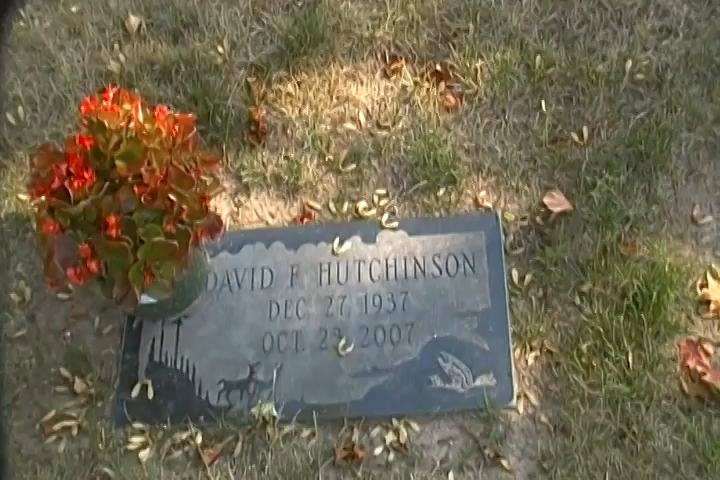 DAVID F. HUTCHINSON
DEC. 27, 1937
OCT. 23, 2007